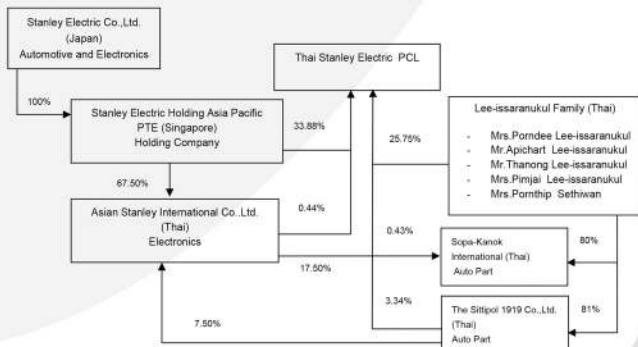 Stanley Electric Co.,Ltd.
(Japan)
Automotive and Electronics
Thai Stanley Electric PCL
100%
Stanley Electric Holding Asia Pacific
PTE (Singapore)
Holding Company
33.88%
25.75%
Lee-issaranukul Family (Thai)
- Mrs.Porndee Lee-issaranukul
- Mr.Apichart Lee-issaranukul
- Mr.Thanong Lee-issaranukul
- Mrs.Pimjai Lee-issaranukul
- Mrs.Pornthip Sethiwan
67.50%
Asian Stanley International Co.,Ltd.
(Thai)
Electronics
0.44%
0.43%
17.50%
Sopa-Kanok
International (Thai)
Auto Part
80%
3.34%
7.50%
The Sittipol 1919 Co.,Ltd.
(Thai)
Auto Part
81%